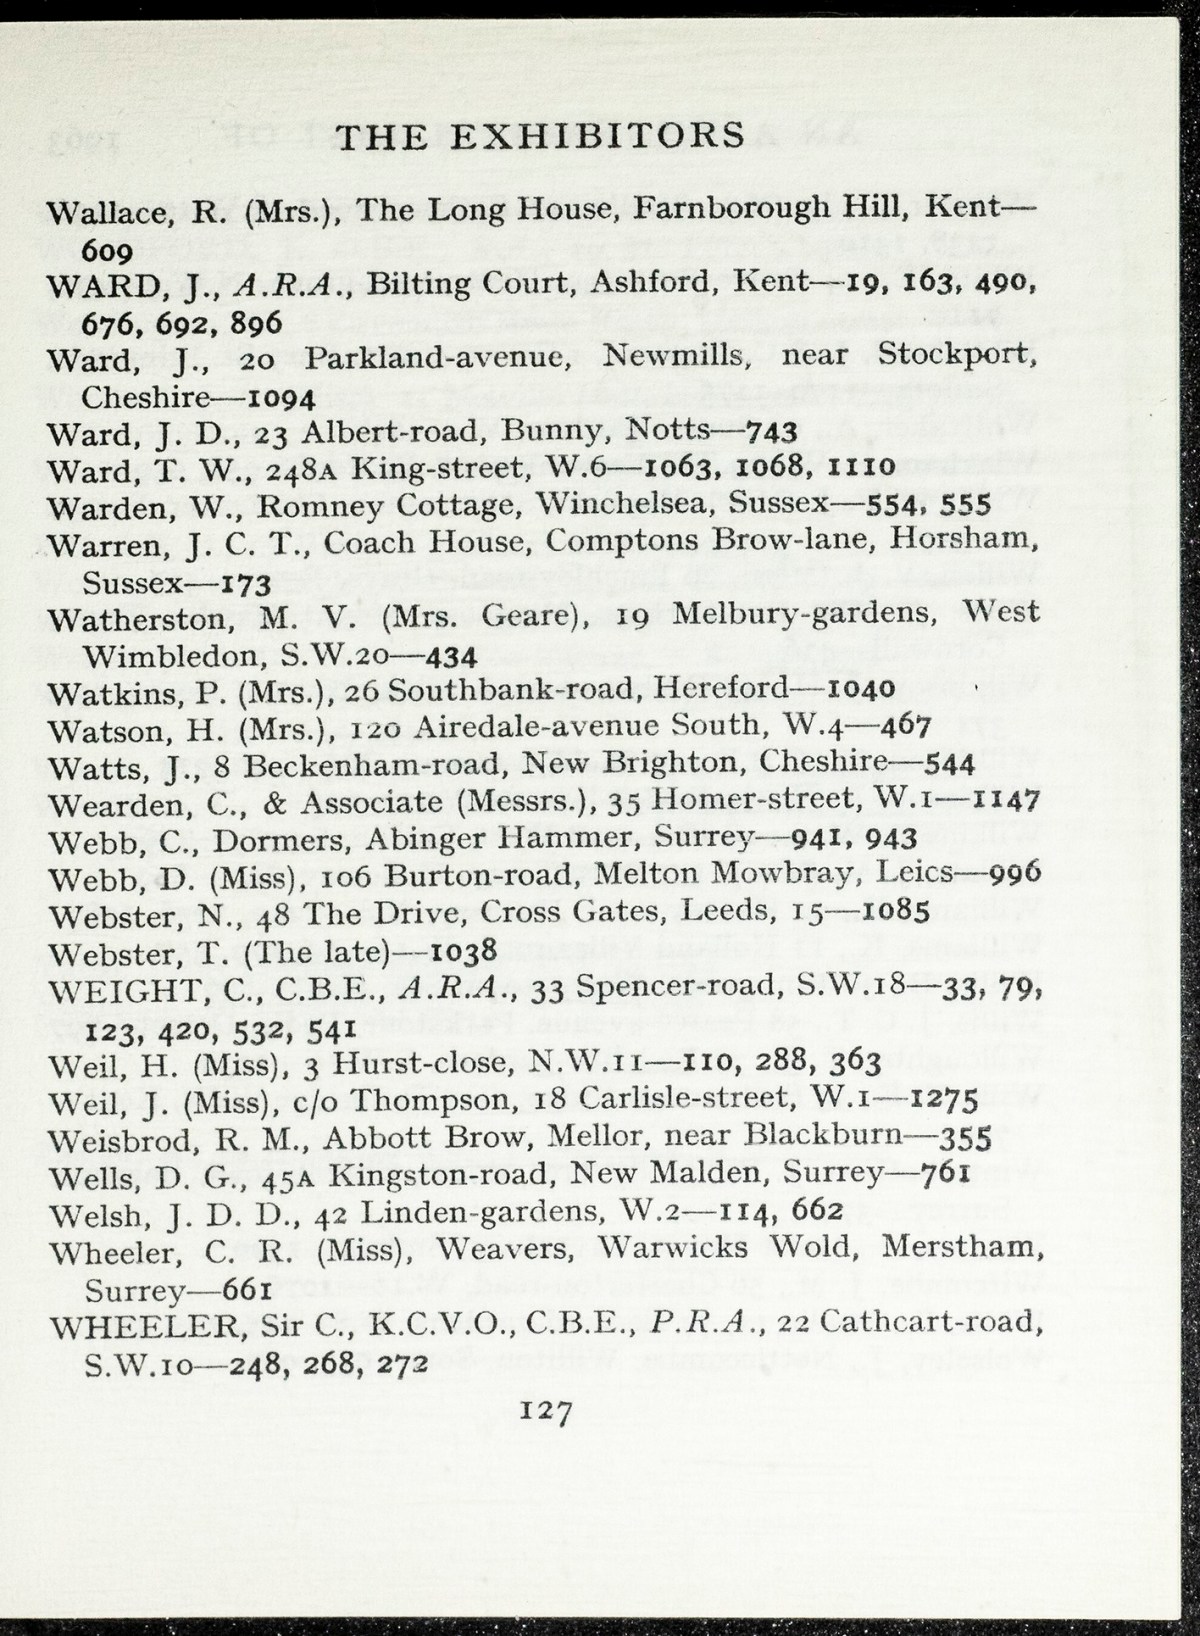 THE EXHIBITORS
Wallace, R. (Mrs.), The Long House, Farnborough Hill, Kent—
609
WARD, J., A.R.A., Bilting Court, Ashford, Kent—19, 163, 490,
676, 692, 896
Ward, J., 20 Parkland-avenue, Newmills, near Stockport,
Cheshire—1094
Ward, J. D., 23 Albert-road, Bunny, Notts—743
Ward, T. W., 248A King-street, W.6—1063, 1068, 1110
Warden, W., Romney Cottage, Winchelsea, Sussex—554, 555
Warren, J. C. T., Coach House, Comptons Brow-lane, Horsham,
Sussex—173
Watherston, M. V. (Mrs. Geare), 19 Melbury-gardens, West
Wimbledon, S.W.20—434
Watkins, P. (Mrs.), 26 Southbank-road, Hereford—1040
Watson, H. (Mrs.), 120 Airedale-avenue South, W.4—467
Watts, J., 8 Beckenham-road, New Brighton, Cheshire—544
Wearden, C., & Associate (Messrs.), 35 Homer-street, W.1—1147
Webb, C., Dormers, Abinger Hammer, Surrey—941, 943
Webb, D. (Miss), 106 Burton-road, Melton Mowbray, Leics—996
Webster, N., 48 The Drive, Cross Gates, Leeds, 15—1085
Webster, T. (The late)—1038
WEIGHT, C., C.B.E., A.R.A., 33 Spencer-road, S.W.18—33, 79,
123, 420, 532, 541
Weil, H. (Miss), 3 Hurst-close, N.W.11—110, 288, 363
Weil, J. (Miss), c/o Thompson, 18 Carlisle-street, W.1—1275
Weisbrod, R. M., Abbott Brow, Mellor, near Blackburn—355
Wells, D. G., 45A Kingston-road, New Malden, Surrey—761
Welsh, J. D. D., 42 Linden-gardens, W.2—114, 662
Wheeler, C. R. (Miss), Weavers, Warwicks Wold, Merstham,
Surrey—661
WHEELER, Sir C., K.C.V.O., C.B.E., P.R.A., 22 Cathcart-road,
S.W.10—248, 268, 272
127